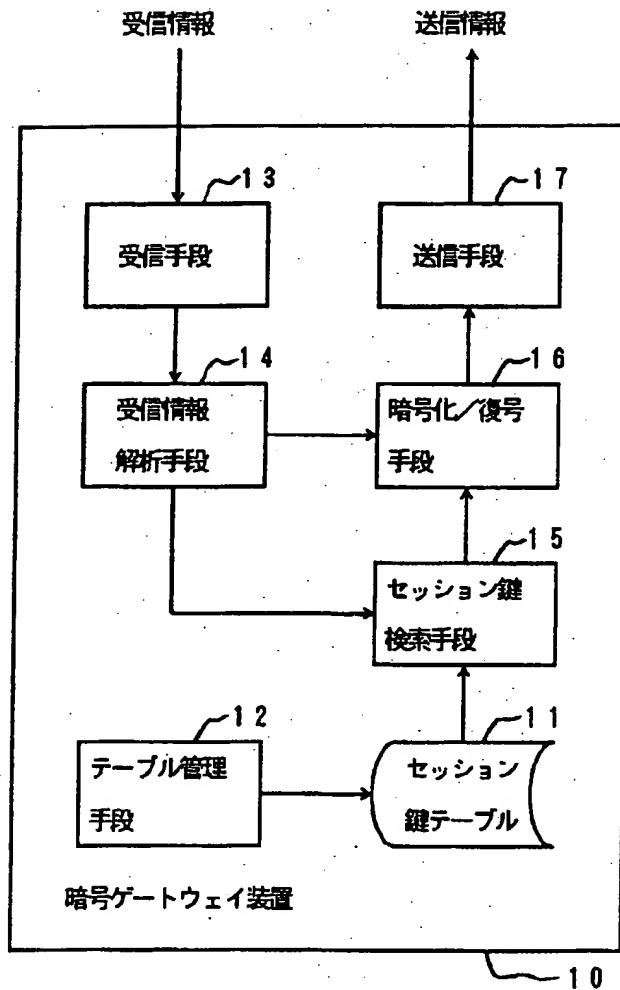 受信情報
送信情報
13
受信手段
17
送信手段
14
受信情報
解析手段
16
暗号化／復号
手段
15
セッション鍵
検索手段
12
テーブル管理
手段
11
セッション
鍵テーブル
暗号ゲートウェイ装置
10